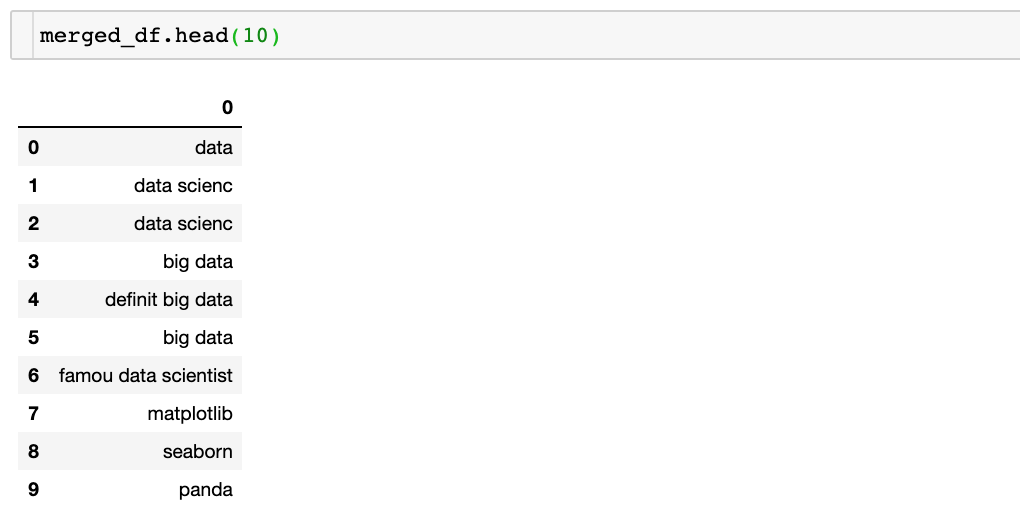 merged_df.head(10)
0
0 data
1 data scienc
2 data scienc
3 big data
4 definit big data
5 big data
6 famou data scientist
7 matplotlib
8 seaborn
9 panda